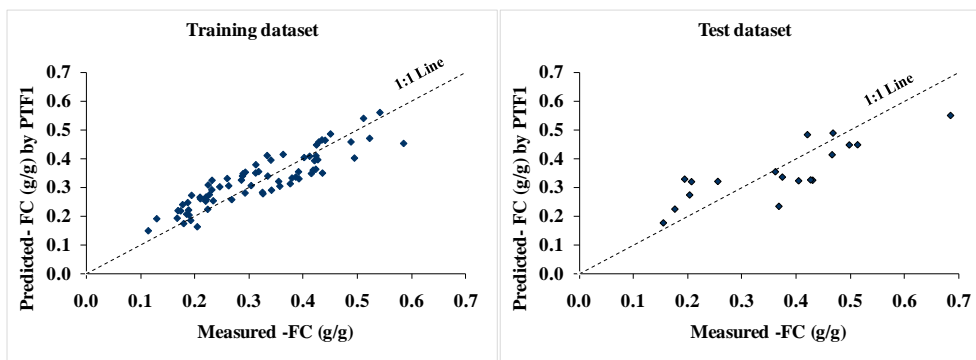 Training dataset
Predicted- FC (g/g) by PTF1
0.7
0.6
0.5
0.4
0.3
0.2
0.1
0.0
1:1 Line
0.0 0.1 0.2 0.3 0.4 0.5 0.6 0.7
Measured -FC (g/g)
Test dataset
Predicted- FC (g/g) by PTF1
0.7
0.6
0.5
0.4
0.3
0.2
0.1
0.0
1:1 Line
0.0 0.1 0.2 0.3 0.4 0.5 0.6 0.7
Measured -FC (g/g)